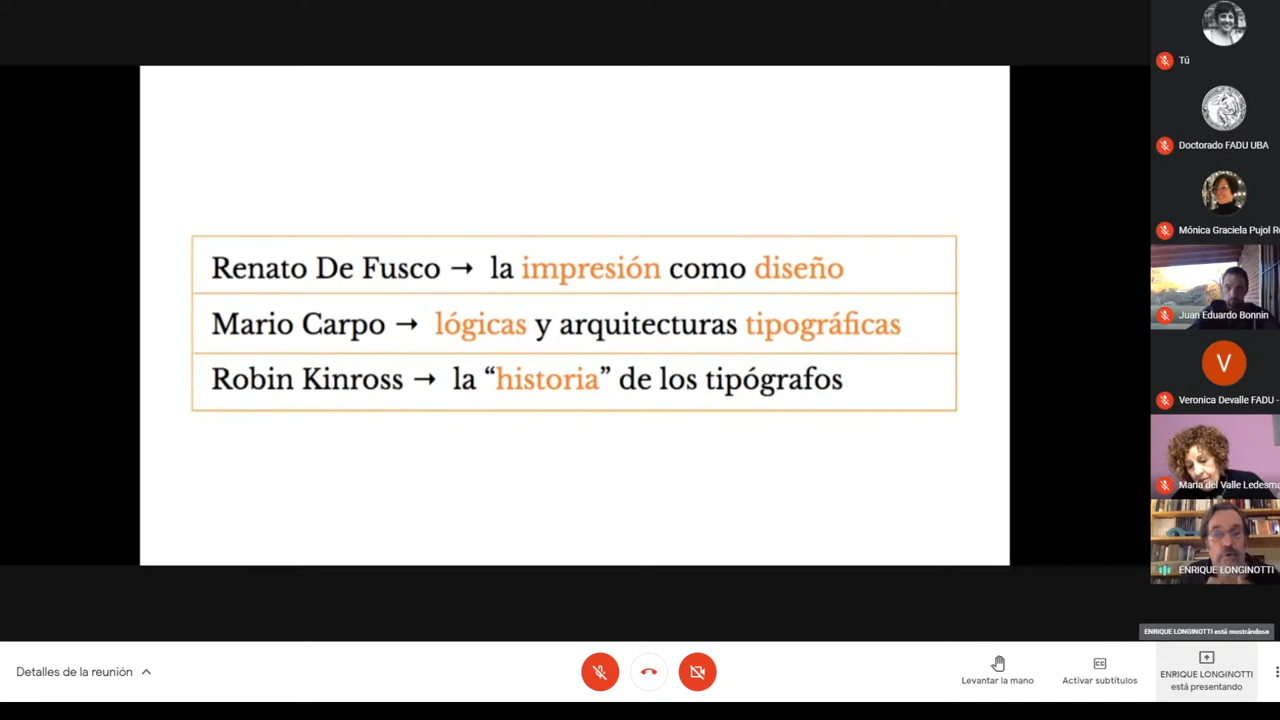 Renato De Fusco → la impresión como diseño
Mario Carpo → lógicas y arquitecturas tipográficas
Robin Kinross → la “historia” de los tipógrafos
Tú
Doctorado FADU UBA
Mónica Graciela Pujol R
Juan Eduardo Bonnin
V
Veronica Devalle FADU -
María del Valle Ledesma
ENRIQUE LONGINOTTI
ENRIQUE LONGINOTTI está mostrándose
Detalles de la reunión
Levantar la mano
CC
Activar subtítulos
ENRIQUE LONGINOTTI
está presentando